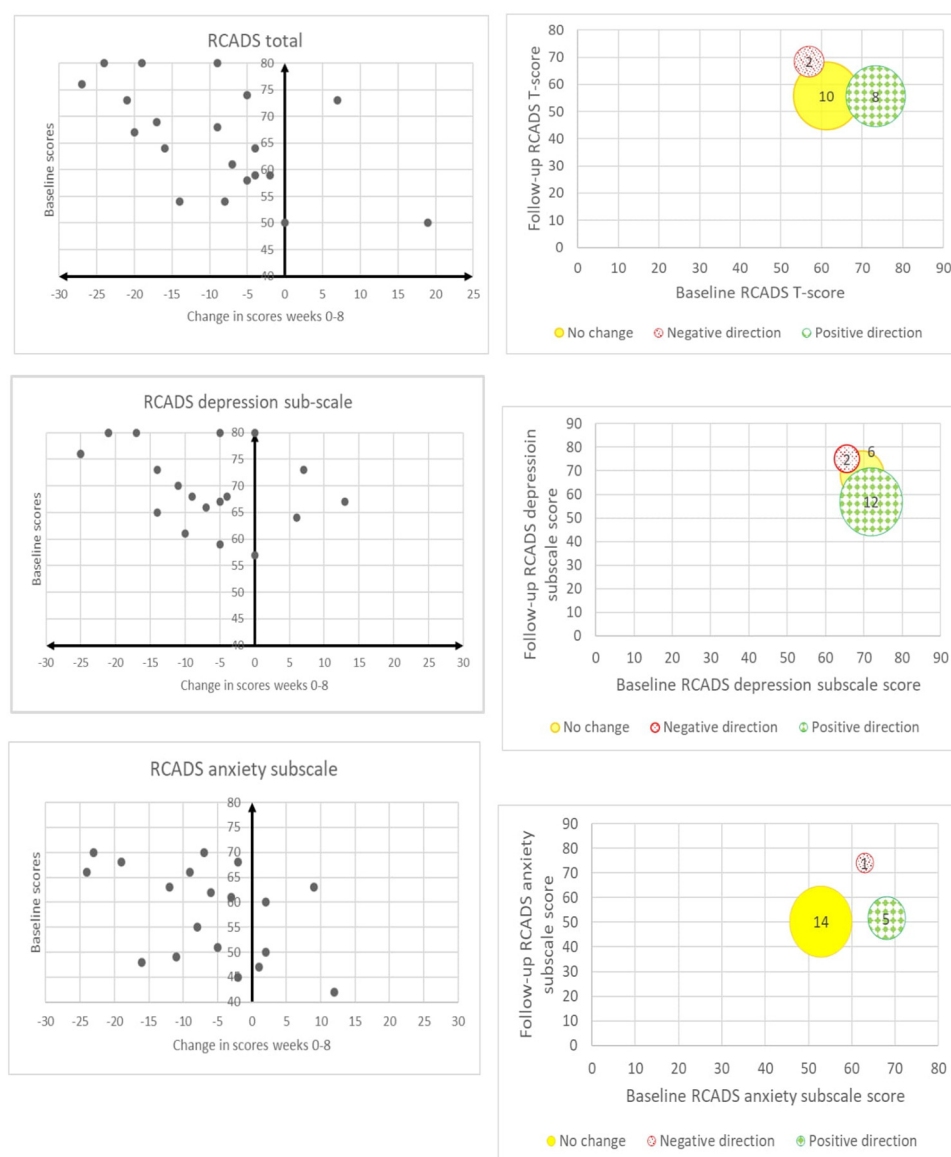 RCADS total
Baseline scores
80
75
70
65
60
55
50
45
40
-30 -25 -20 -15 -10 -5 0 5 10 15 20 25
Change in scores weeks 0-8
Follow-up RCADS T-score
80
70
60
50
40
30
20
10
0
2
10
8
0 10 20 30 40 50 60 70 80 90
Baseline RCADS T-score
No change Negative direction Positive direction
RCADS depression sub-scale
Baseline scores
80
75
70
65
60
55
50
45
40
-30 -25 -20 -15 -10 -5 0 5 10 15 20 25 30
Change in scores weeks 0-8
Follow-up RCADS depressioin
subscale score
90
80
70
60
50
40
30
20
10
0
6
2
12
0 10 20 30 40 50 60 70 80 90
Baseline RCADS depression subscale score
No change Negative direction Positive direction
RCADS anxiety subscale
Baseline scores
80
75
70
65
60
55
50
45
40
-30 -25 -20 -15 -10 -5 0 5 10 15 20 25 30
Change in scores weeks 0-8
Follow-up RCADS anxiety
subscale score
90
80
70
60
50
40
30
20
10
0
1
14
5
0 10 20 30 40 50 60 70 80
Baseline RCADS anxiety subscale score
No change Negative direction Positive direction